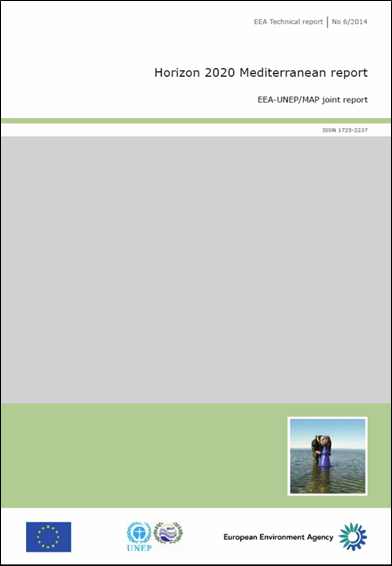 EEA Technical report | No 6/2014
Horizon 2020 Mediterranean report
EEA-UNEP/MAP joint report
ISSN 1725-2237
UNEP
European Environment Agency